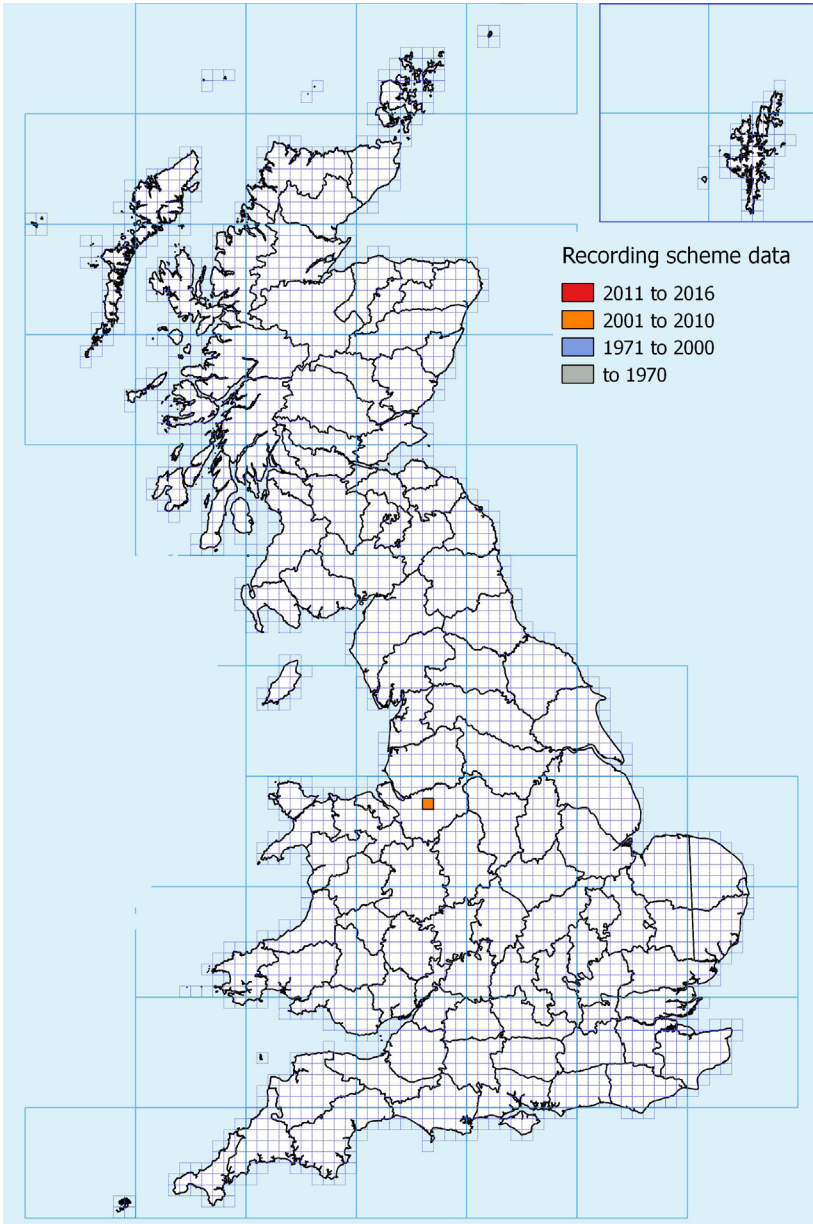 Recording scheme data
2011 to 2016
2001 to 2010
1971 to 2000
to 1970